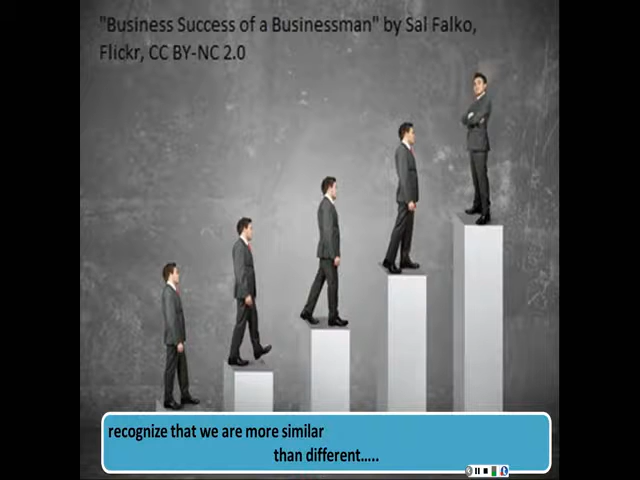 "Business Success of a Businessman" by Sal Falko,
Flickr, CC BY-NC 2.0
recognize that we are more similar
than different.....